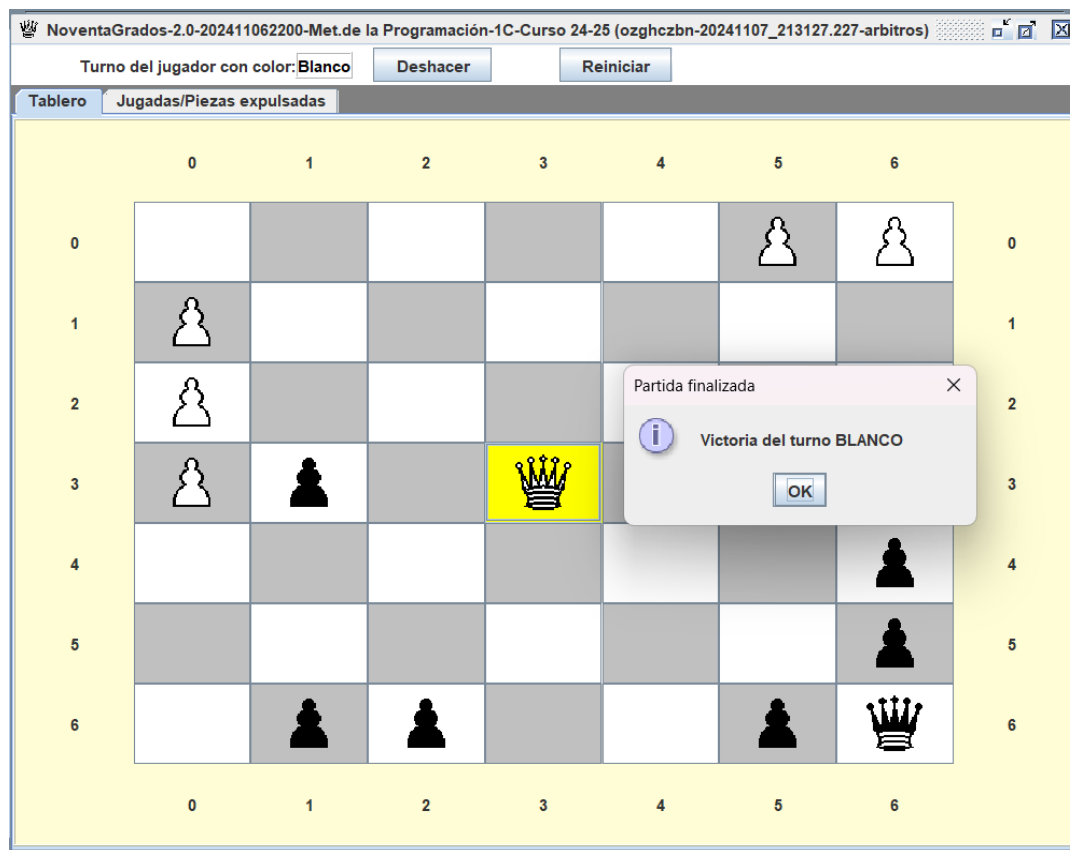 NoventaGrados-2.0-202411062200-Met.de la Programación-1C-Curso 24-25 (ozghczbn-20241107_213127.227-arbitros)
Turno del jugador con color: Blanco Deshacer Reiniciar
Tablero Jugadas/Piezas expulsadas
0 1 2 3 4 5 6
0 0
1 1
Partida finalizada
2 2
Victoria del turno BLANCO
3 3
OK
4 4
5 5
6 6
0 1 2 3 4 5 6